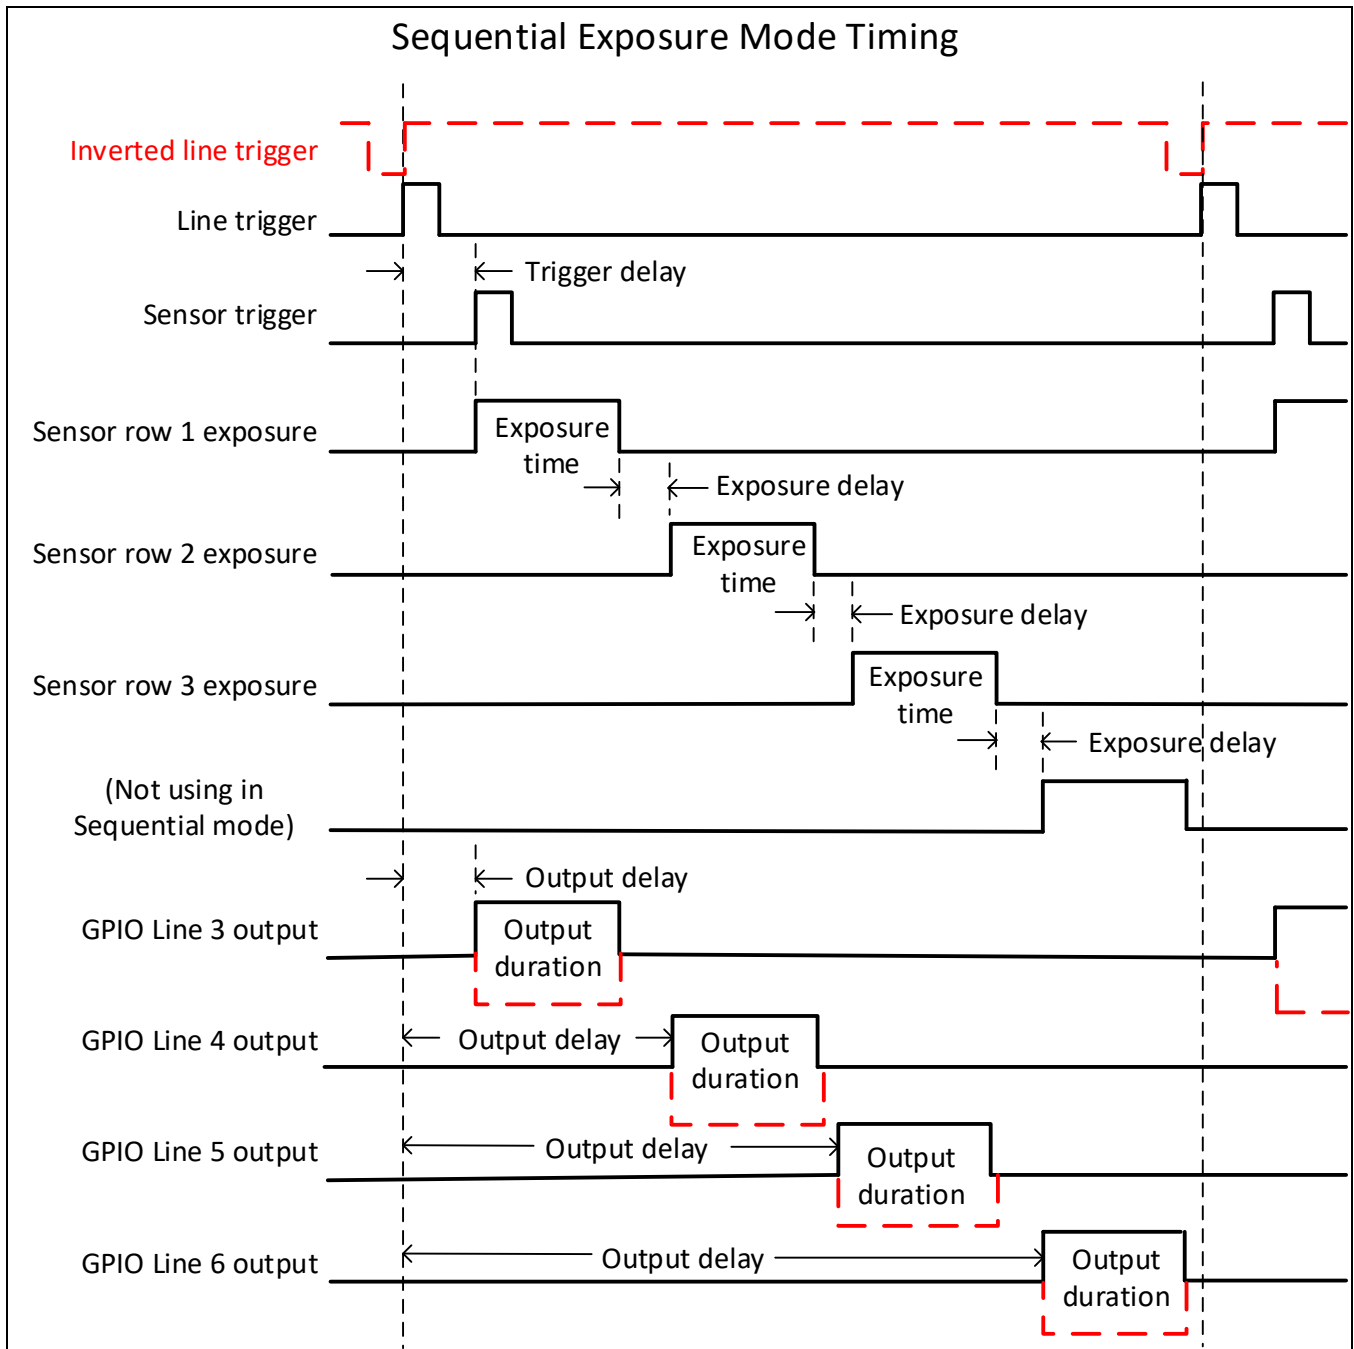 Sequential Exposure Mode Timing
Inverted line trigger
Line trigger
Trigger delay
Sensor trigger
Sensor row 1 exposure
Exposure
time
Exposure delay
Sensor row 2 exposure
Exposure
time
Exposure delay
Sensor row 3 exposure
Exposure
time
Exposure delay
(Not using in
Sequential mode)
Output delay
GPIO Line 3 output
Output
duration
GPIO Line 4 output
Output delay
Output
duration
GPIO Line 5 output
Output delay
Output
duration
GPIO Line 6 output
Output delay
Output
duration